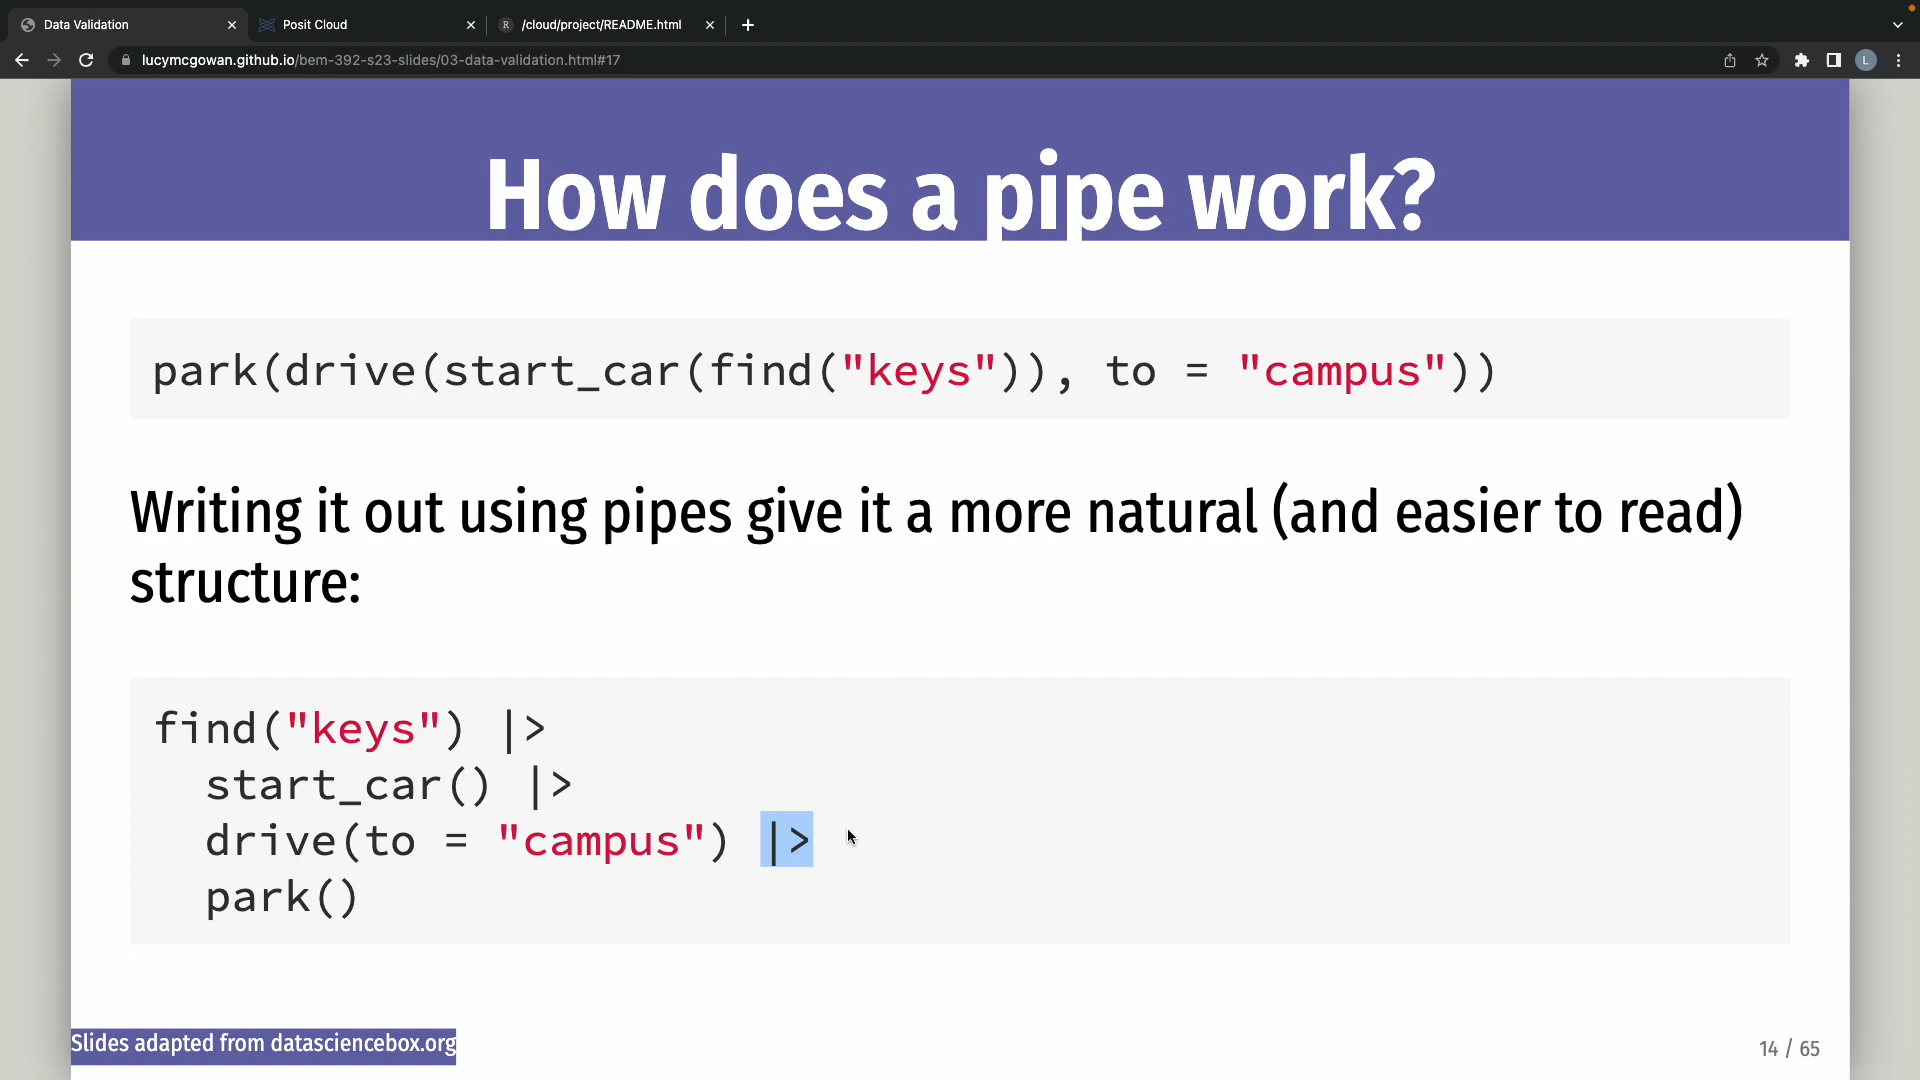 Data Validation
Posit Cloud
R /cloud/project/README.html
lucymcgowan.github.io/bem-392-s23-slides/03-data-validation.html#17
L
How does a pipe work?
park(drive(start_car(find("keys")), to = "campus"))
Writing it out using pipes give it a more natural (and easier to read)
structure:
find("keys") |>
  start_car() |>
  drive(to = "campus") |>
  park()
Slides adapted from datasciencebox.org
14 / 65